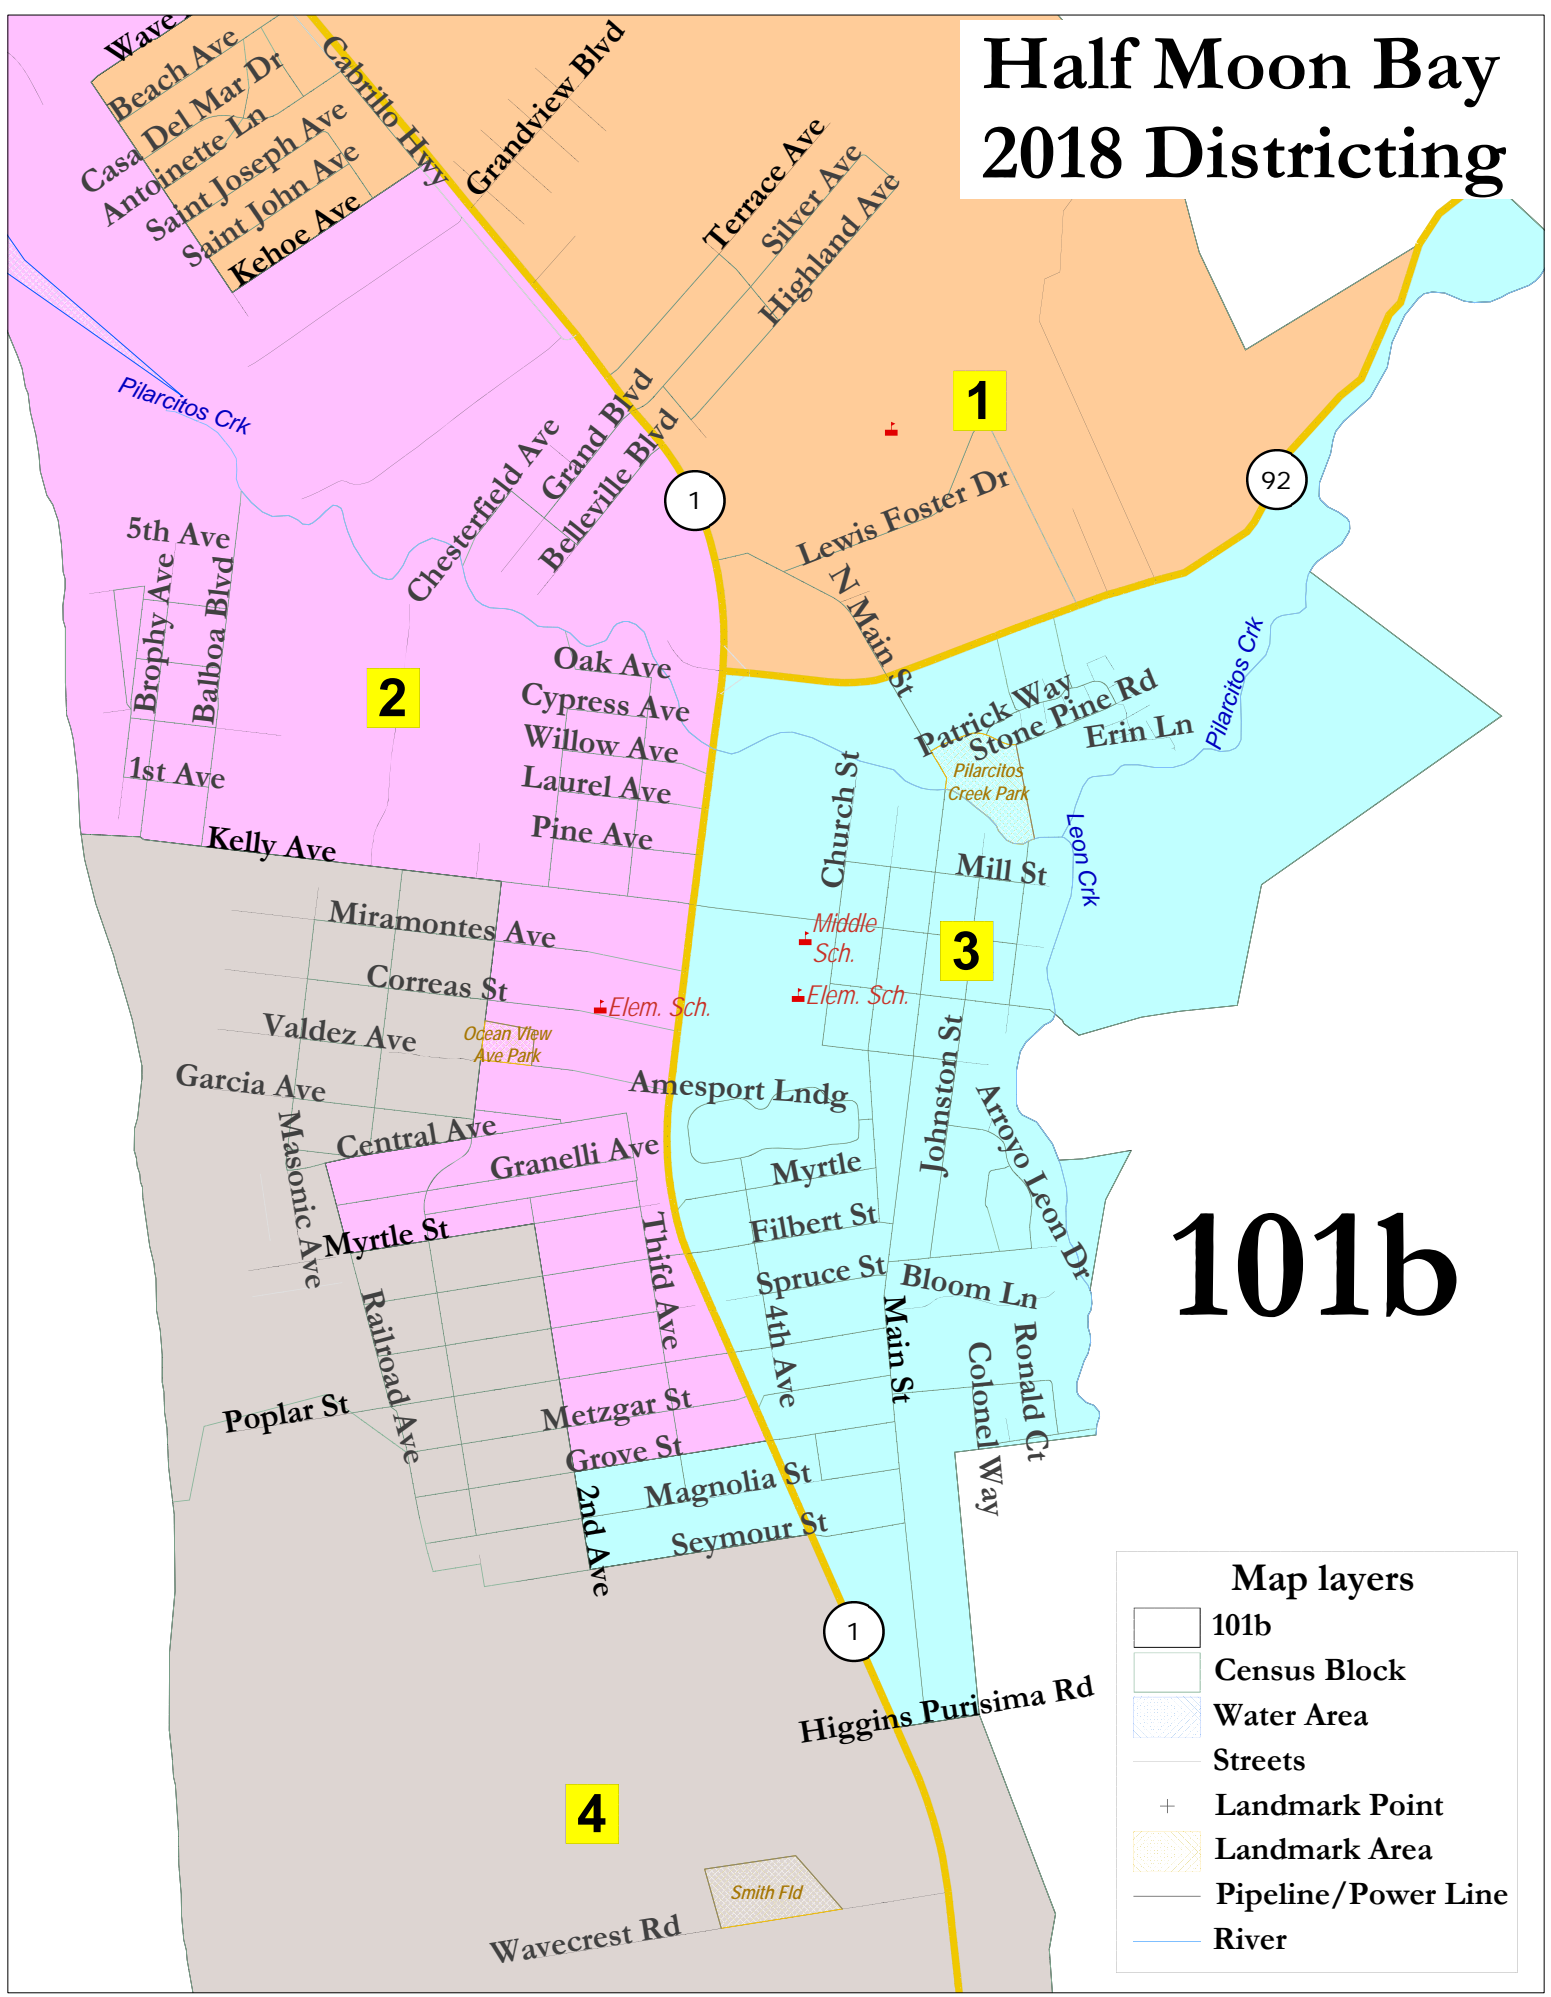 Half Moon Bay
2018 Districting
Beach Ave
Casa Del Mar Dr
Antoinette Ln
Saint Joseph Ave
Saint John Ave
Kehoe Ave
Cabrillo Hwy
Grandview Blvd
Terrace Ave
Silver Ave
Highland Ave
Pilarcitos Crk
1
Chesterfield Ave
Grand Blvd
Belleville Blvd
1
92
Lewis Foster Dr
N Main St
5th Ave
Brophy Ave
Balboa Blvd
1st Ave
2
Oak Ave
Cypress Ave
Willow Ave
Laurel Ave
Pine Ave
Patrick Way
Stone Pine Rd
Erin Ln
Pilarcitos Crk
Pilarcitos
Creek Park
Church St
Leon Crk
Kelly Ave
Mill St
Miramontes Ave
Middle
Sch.
3
Correas St
Elem. Sch.
Elem. Sch.
Valdez Ave
Ocean View
Ave Park
Garcia Ave
Amesport Lndg
Johnston St
Arroyo Leon Dr
Masonic Ave
Central Ave
Granelli Ave
Myrtle
Filbert St
Myrtle St
Thifd Ave
Spruce St
Bloom Ln
101b
Railroad Ave
4th Ave
Main St
Colonel Way
Ronald Ct
Poplar St
Metzgar St
Grove St
Magnolia St
Seymour St
2nd Ave
1
Higgins Purisima Rd
4
Smith Fld
Wavecrest Rd
Map layers
101b
Census Block
Water Area
Streets
Landmark Point
Landmark Area
Pipeline/Power Line
River